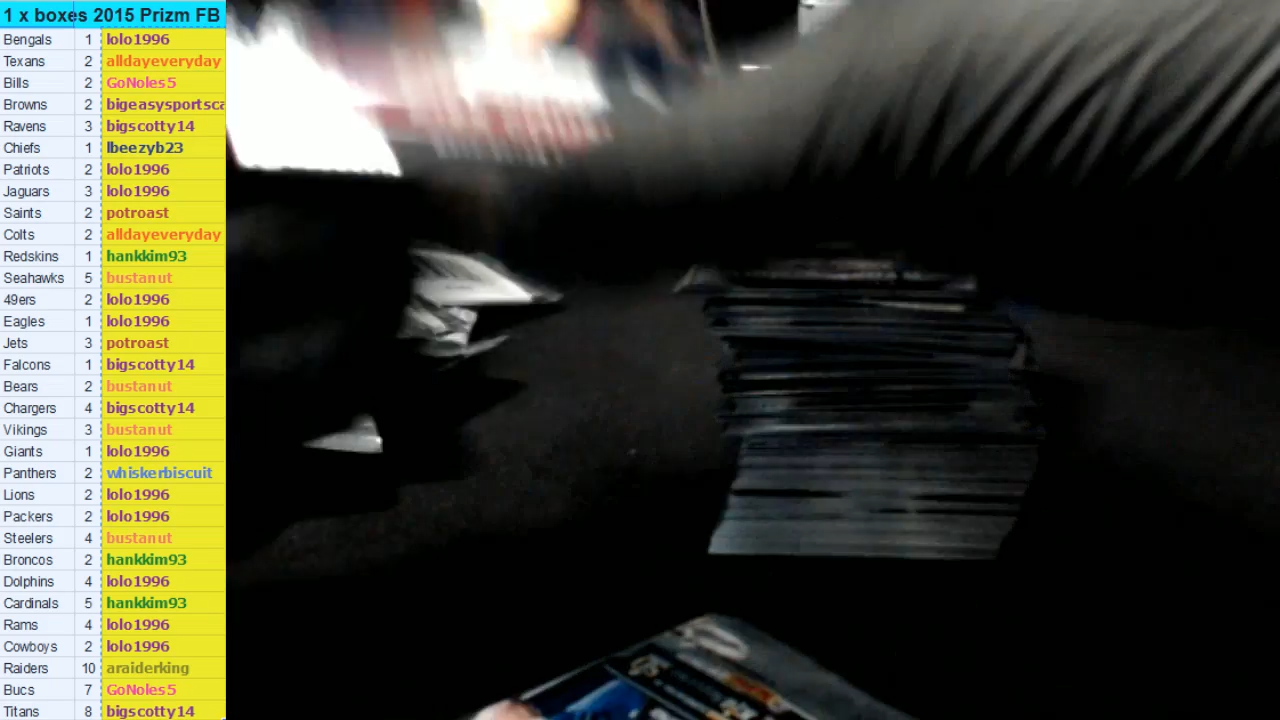 1 x boxes 2015 Prizm FB
Bengals 1 lolo1996
Texans 2 alldayeveryday
Bills 2 GoNoles5
Browns 2 bigeasysportsca
Ravens 3 bigscotty14
Chiefs 1 lbeezyb23
Patriots 2 lolo1996
Jaguars 3 lolo1996
Saints 2 potroast
Colts 2 alldayeveryday
Redskins 1 hankkim93
Seahawks 5 bustanut
49ers 2 lolo1996
Eagles 1 lolo1996
Jets 3 potroast
Falcons 1 bigscotty14
Bears 2 bustanut
Chargers 4 bigscotty14
Vikings 3 bustanut
Giants 1 lolo1996
Panthers 2 whiskerbiscuit
Lions 2 lolo1996
Packers 2 lolo1996
Steelers 4 bustanut
Broncos 2 hankkim93
Dolphins 4 lolo1996
Cardinals 5 hankkim93
Rams 4 lolo1996
Cowboys 2 lolo1996
Raiders 10 araiderking
Bucs 7 GoNoles5
Titans 8 bigscotty14